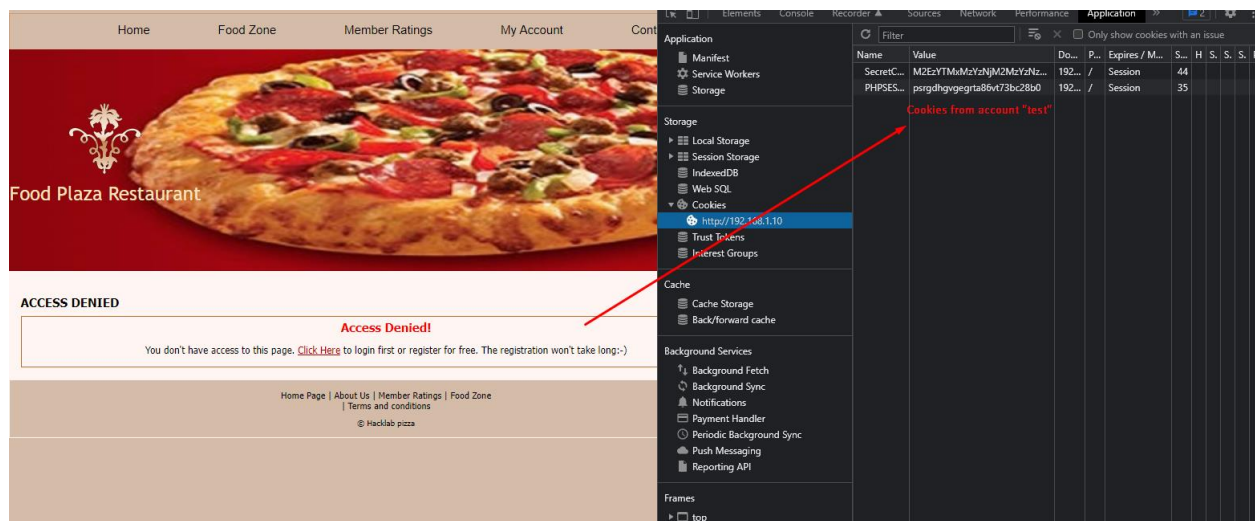 Home Food Zone Member Ratings My Account Cont
Food Plaza Restaurant
ACCESS DENIED
Access Denied!
You don't have access to this page. Click Here to login first or register for free. The registration won't take long:-)
Home Page | About Us | Member Ratings | Food Zone
| Terms and conditions
© Hacklab pizza
Elements Console Recorder Sources Network Performance Application » 2
Application
Manifest
Service Workers
Storage
Storage
Local Storage
Session Storage
IndexedDB
Web SQL
Cookies
http://192.168.1.10
Trust Tokens
Interest Groups
Cache
Cache Storage
Back/forward cache
Background Services
Background Fetch
Background Sync
Notifications
Payment Handler
Periodic Background Sync
Push Messaging
Reporting API
Frames
top
Filter Only show cookies with an issue
Name Value Do... P... Expires / M... S... H S. S. S.
SecretC... M2EzYTMxMzYzNjM2MzYzNz... 192... / Session 44
PHPSES... psrgdhgvgegrta86vt73bc28b0 192... / Session 35
Cookies from account "test"